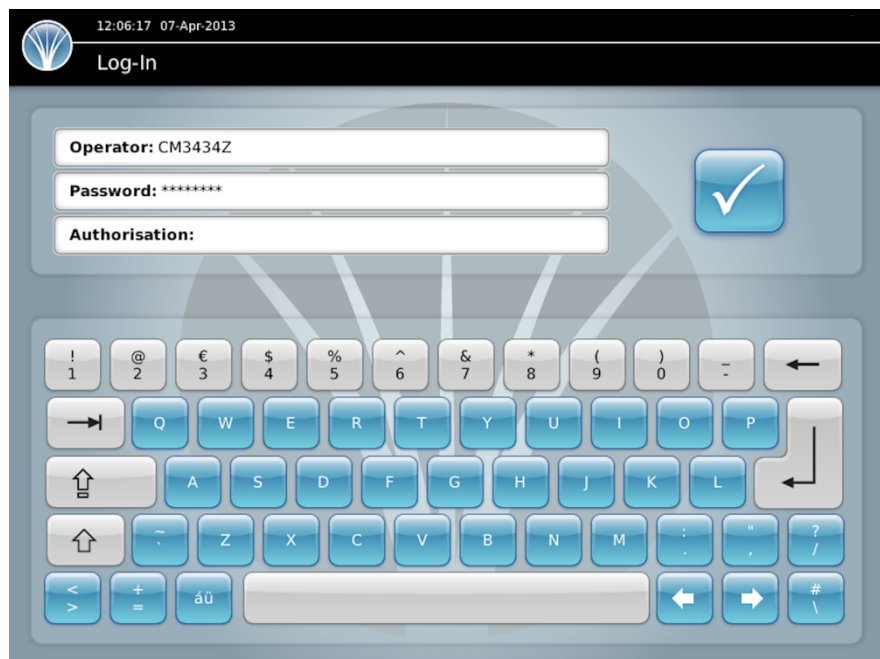 12:06:17 07-Apr-2013
Log-In
Operator: CM3434Z
Password: ********
Authorisation:
! @ € $ % ^ & * ( ) _
1 2 3 4 5 6 7 8 9 0 -
Q W E R T Y U I O P
A S D F G H J K L
~ Z X C V B N M : " ?
` . , /
< + áü #
> = \